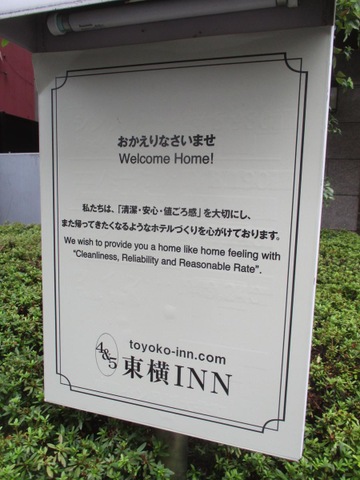 おかえりなさいませ
Welcome Home!
私たちは、「清潔・安心・値ごろ感」を大切にし、
また帰ってきたくなるようなホテルづくりを心がけております。
We wish to provide you a home like home feeling with
"Cleanliness, Reliability and Reasonable Rate".
toyoko-inn.com
4&5 東横INN